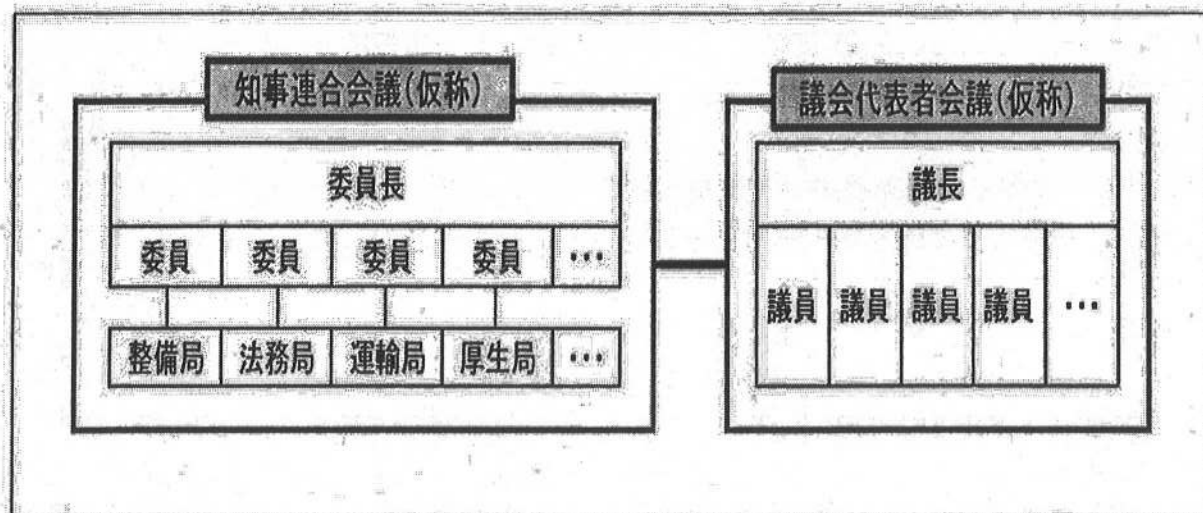 知事連合会議(仮称)
委員長
委員 委員 委員 委員 …
整備局 法務局 運輸局 厚生局 …
議会代表者会議(仮称)
議長
議員 議員 議員 議員 …